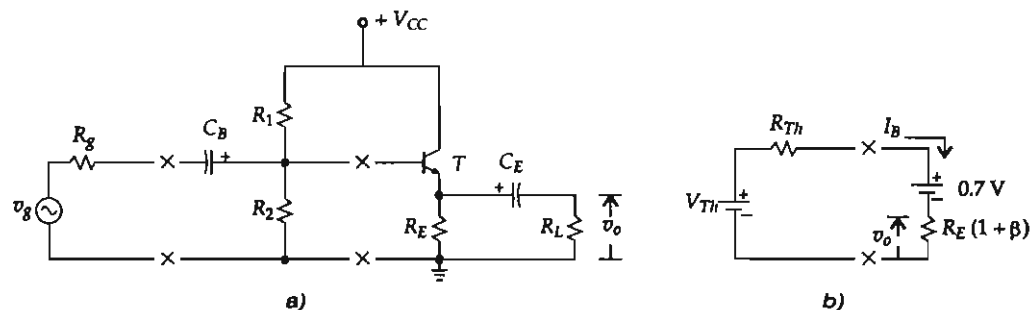 + V_CC
R_1
R_g
C_B
+
T
C_E
+
v_g
R_2
R_E
R_L
v_o
a)
R_Th
I_B
V_Th
+
−
+
−
0.7 V
v_o
R_E (1 + β)
b)